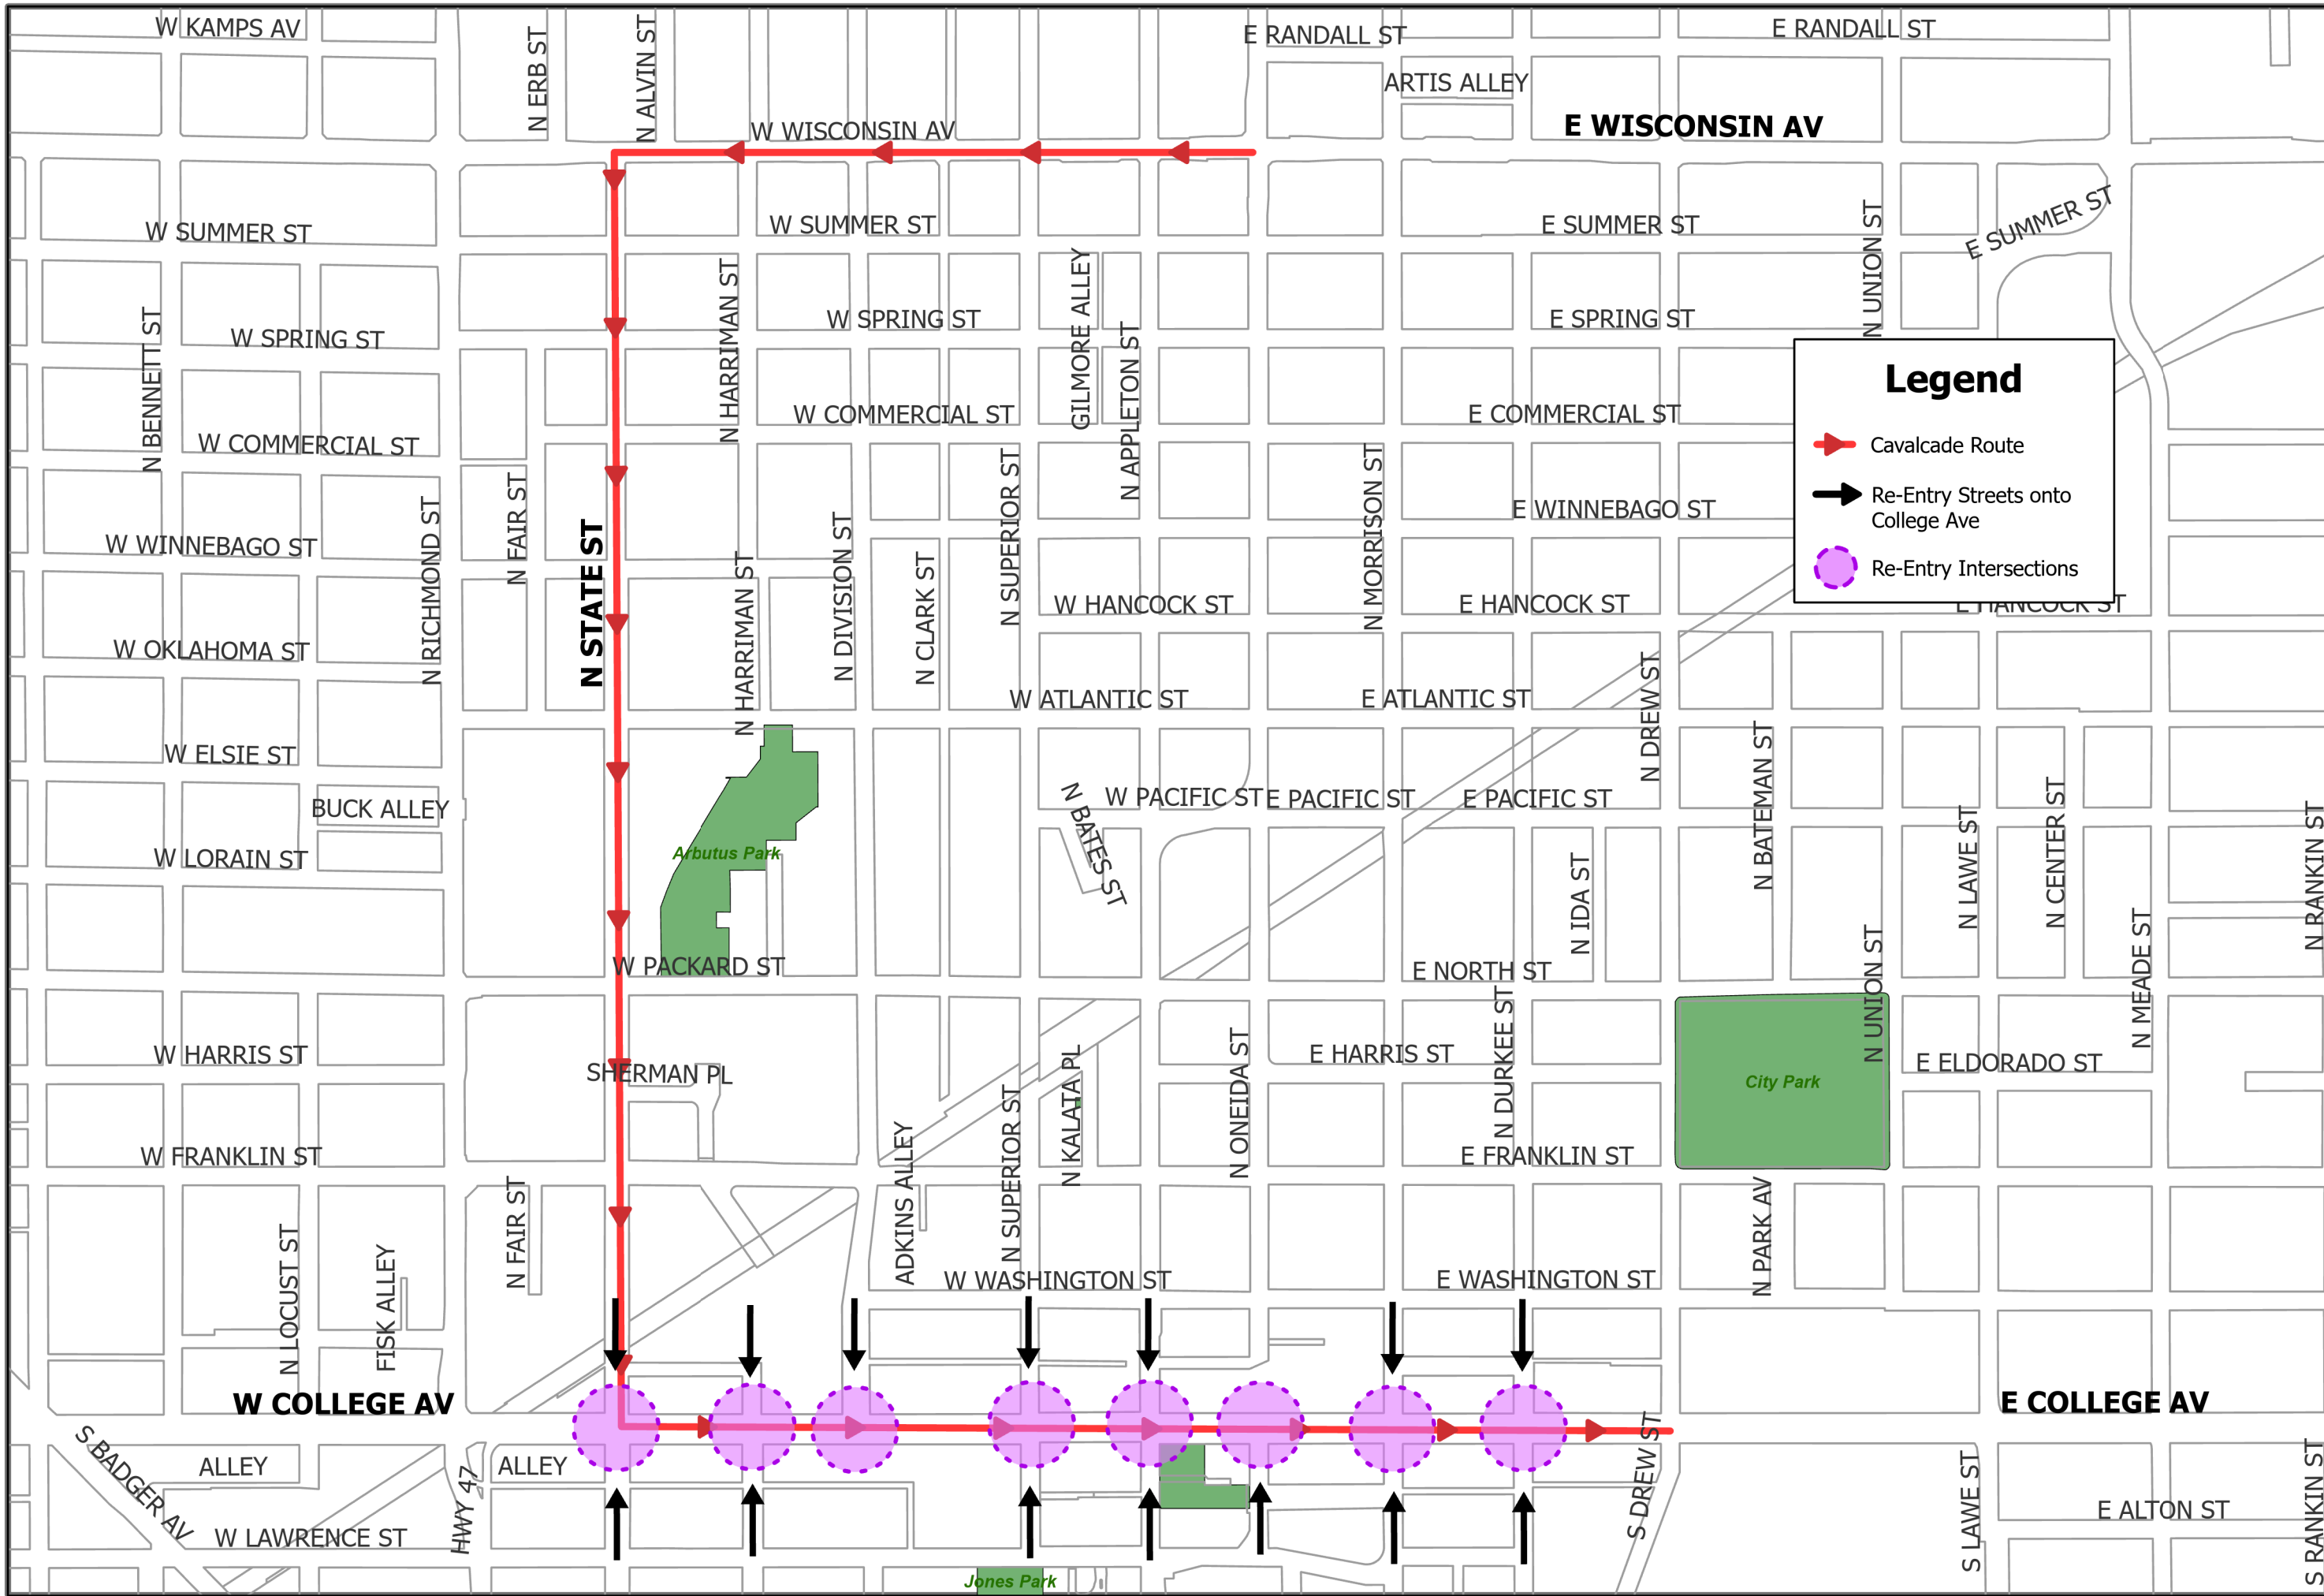 W KAMPS AV
N ERB ST
N ALVIN ST
E RANDALL ST
E RANDALL ST
ARTIS ALLEY
W WISCONSIN AV
E WISCONSIN AV
W SUMMER ST
W SUMMER ST
E SUMMER ST
E SUMMER ST
N UNION ST
N BENNETT ST
W SPRING ST
N HARRIMAN ST
W SPRING ST
GILMORE ALLEY
N APPLETON ST
E SPRING ST
Legend
Cavalcade Route
Re-Entry Streets onto
College Ave
Re-Entry Intersections
W COMMERCIAL ST
W COMMERCIAL ST
E COMMERCIAL ST
N RICHMOND ST
N FAIR ST
N STATE ST
N SUPERIOR ST
N MORRISON ST
W WINNEBAGO ST
E WINNEBAGO ST
N HARRIMAN ST
N DIVISION ST
N CLARK ST
W HANCOCK ST
E HANCOCK ST
E HANCOCK ST
W OKLAHOMA ST
W ATLANTIC ST
E ATLANTIC ST
N DREW ST
N BATEMAN ST
W ELSIE ST
BUCK ALLEY
W PACIFIC ST
E PACIFIC ST
E PACIFIC ST
N BATES ST
W LORAIN ST
Arbutus Park
N IDA ST
N LAWE ST
N CENTER ST
N RANKIN ST
N MEADE ST
W PACKARD ST
E NORTH ST
N UNION ST
W HARRIS ST
SHERMAN PL
N KALATA PL
N ONEIDA ST
E HARRIS ST
N DURKEE ST
City Park
E ELDORADO ST
W FRANKLIN ST
N FAIR ST
ADKINS ALLEY
N SUPERIOR ST
E FRANKLIN ST
N PARK AV
N LOCUST ST
FISK ALLEY
W WASHINGTON ST
E WASHINGTON ST
W COLLEGE AV
E COLLEGE AV
S BADGER AV
ALLEY
HWY 47
ALLEY
S DREW ST
S LAWE ST
E ALTON ST
S RANKIN ST
W LAWRENCE ST
Jones Park